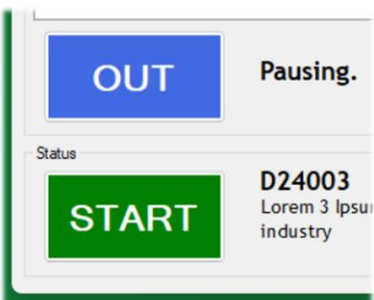 OUT
Pausing.
Status
START
D24003
Lorem 3 Ipsu
industry